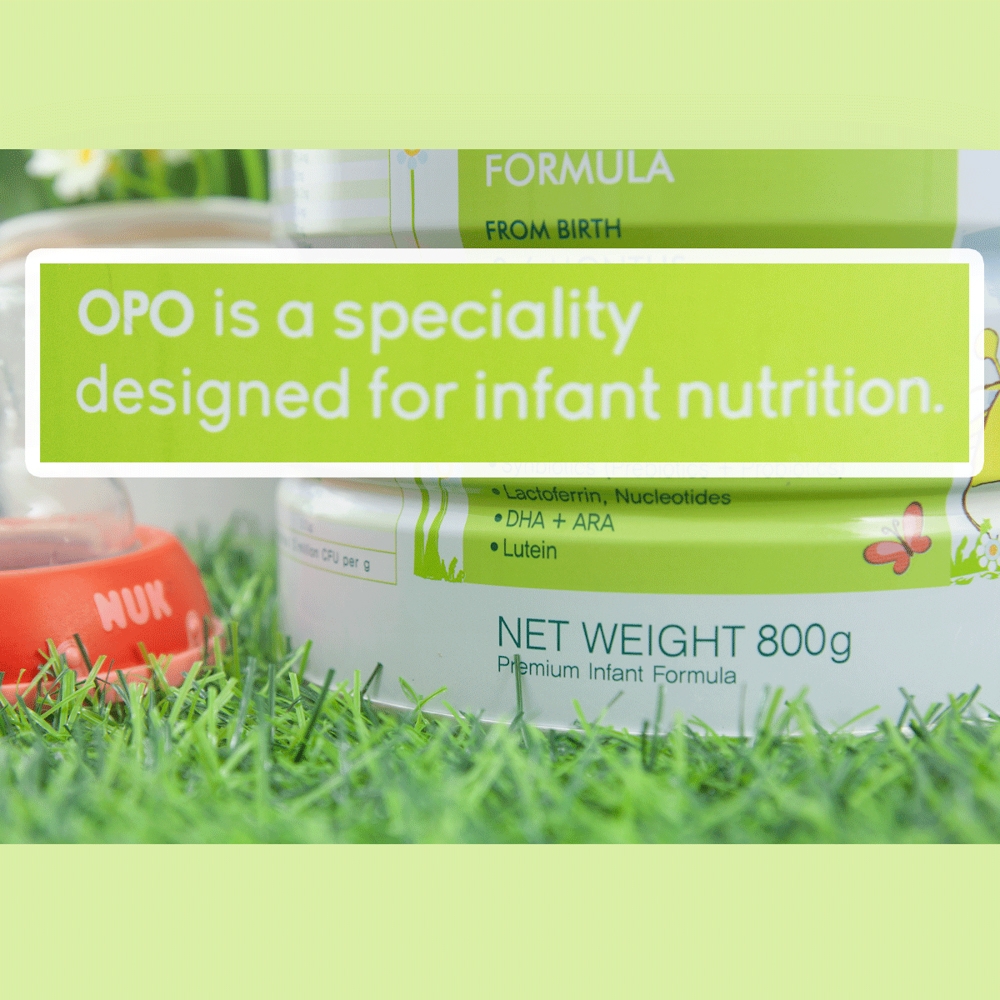 FORMULA
FROM BIRTH
OPO is a speciality
designed for infant nutrition.
• Lactoferrin, Nucleotides
• DHA + ARA
• Lutein
million CFU per g
NUK
NET WEIGHT 800g
Premium Infant Formula